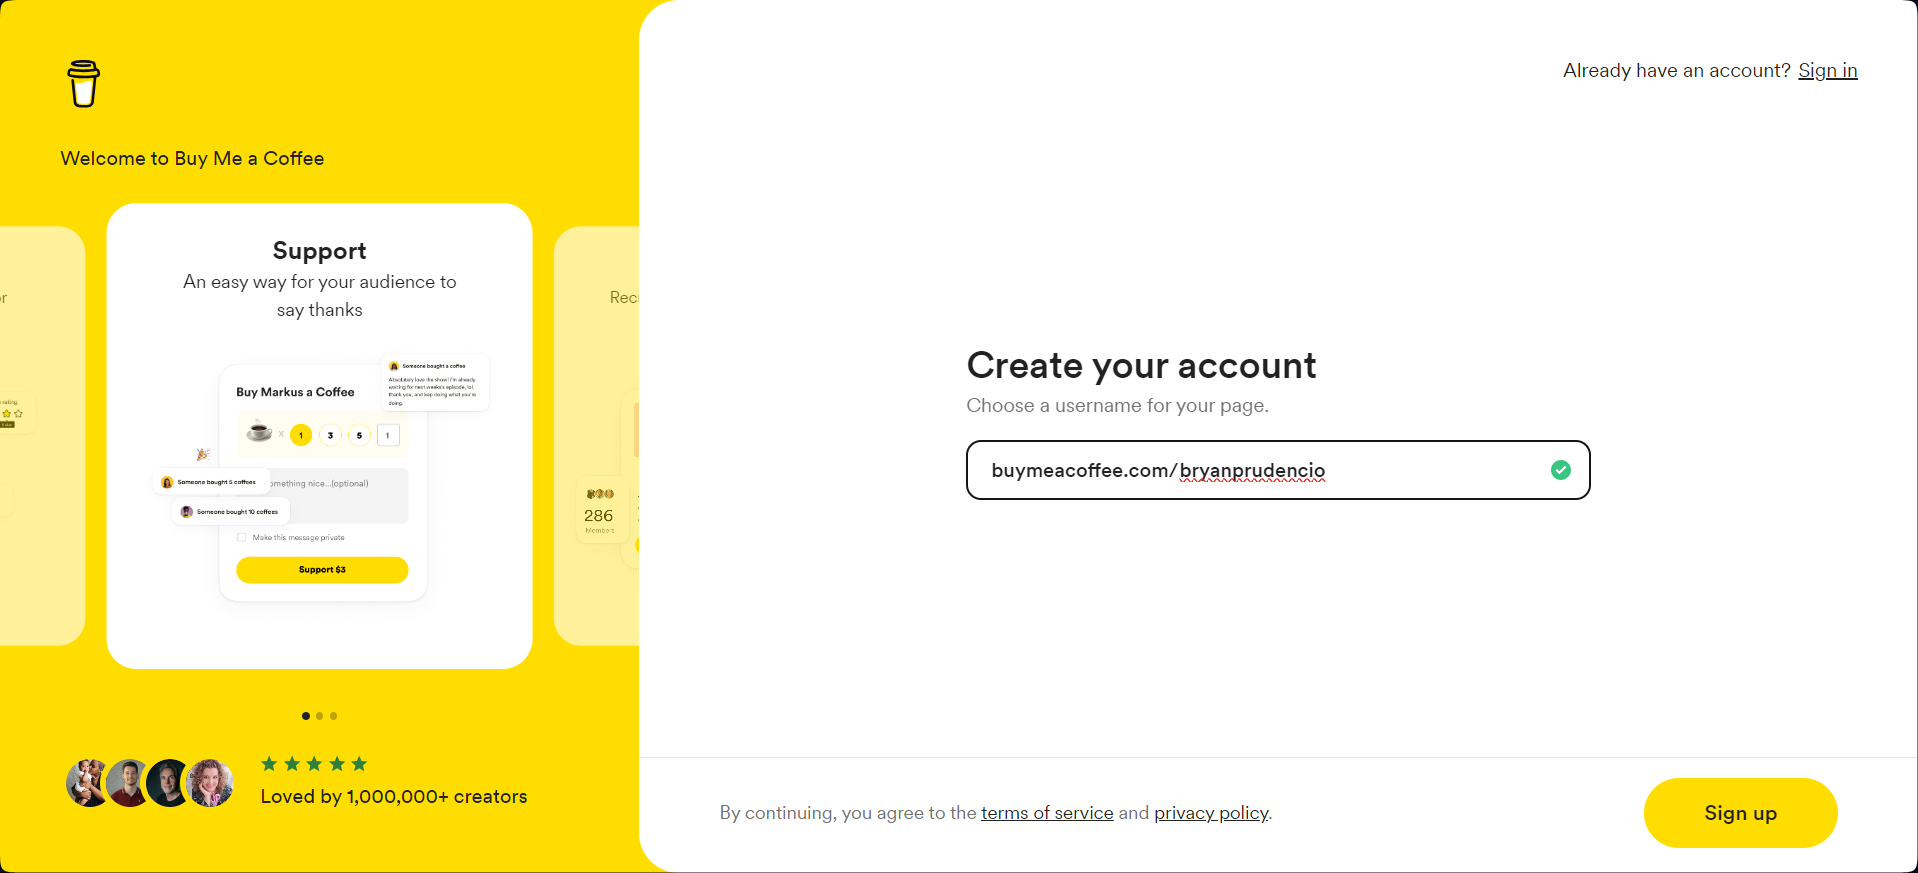 Already have an account? Sign in
Welcome to Buy Me a Coffee
Support
An easy way for your audience to
say thanks
Someone bought a coffee
Absolutely love the show! I'm already
waiting for next weeks's episode, lol.
thank you, and kep doing what you're
doing.
Buy Markus a Coffee
x 1 3 5 1
Someone bought 5 coffees
omething nice...(optional)
Someone bought 10 coffees
Make this message private
Support $3
rating
286
Members
Loved by 1,000,000+ creators
Create your account
Choose a username for your page.
buymeacoffee.com/bryanprudencio
By continuing, you agree to the terms of service and privacy policy.
Sign up